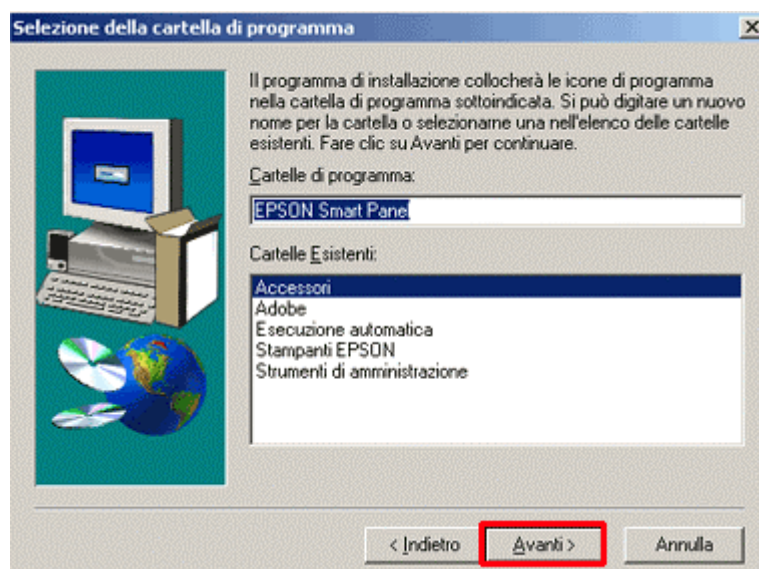 Selezione della cartella di programma
Il programma di installazione collocherà le icone di programma
nella cartella di programma sottoindicata. Si può digitare un nuovo
nome per la cartella o selezionarne una nell'elenco delle cartelle
esistenti. Fare clic su Avanti per continuare.
Cartelle di programma:
EPSON Smart Panel
Cartelle Esistenti:
Accessori
Adobe
Esecuzione automatica
Stampanti EPSON
Strumenti di amministrazione
< Indietro Avanti > Annulla